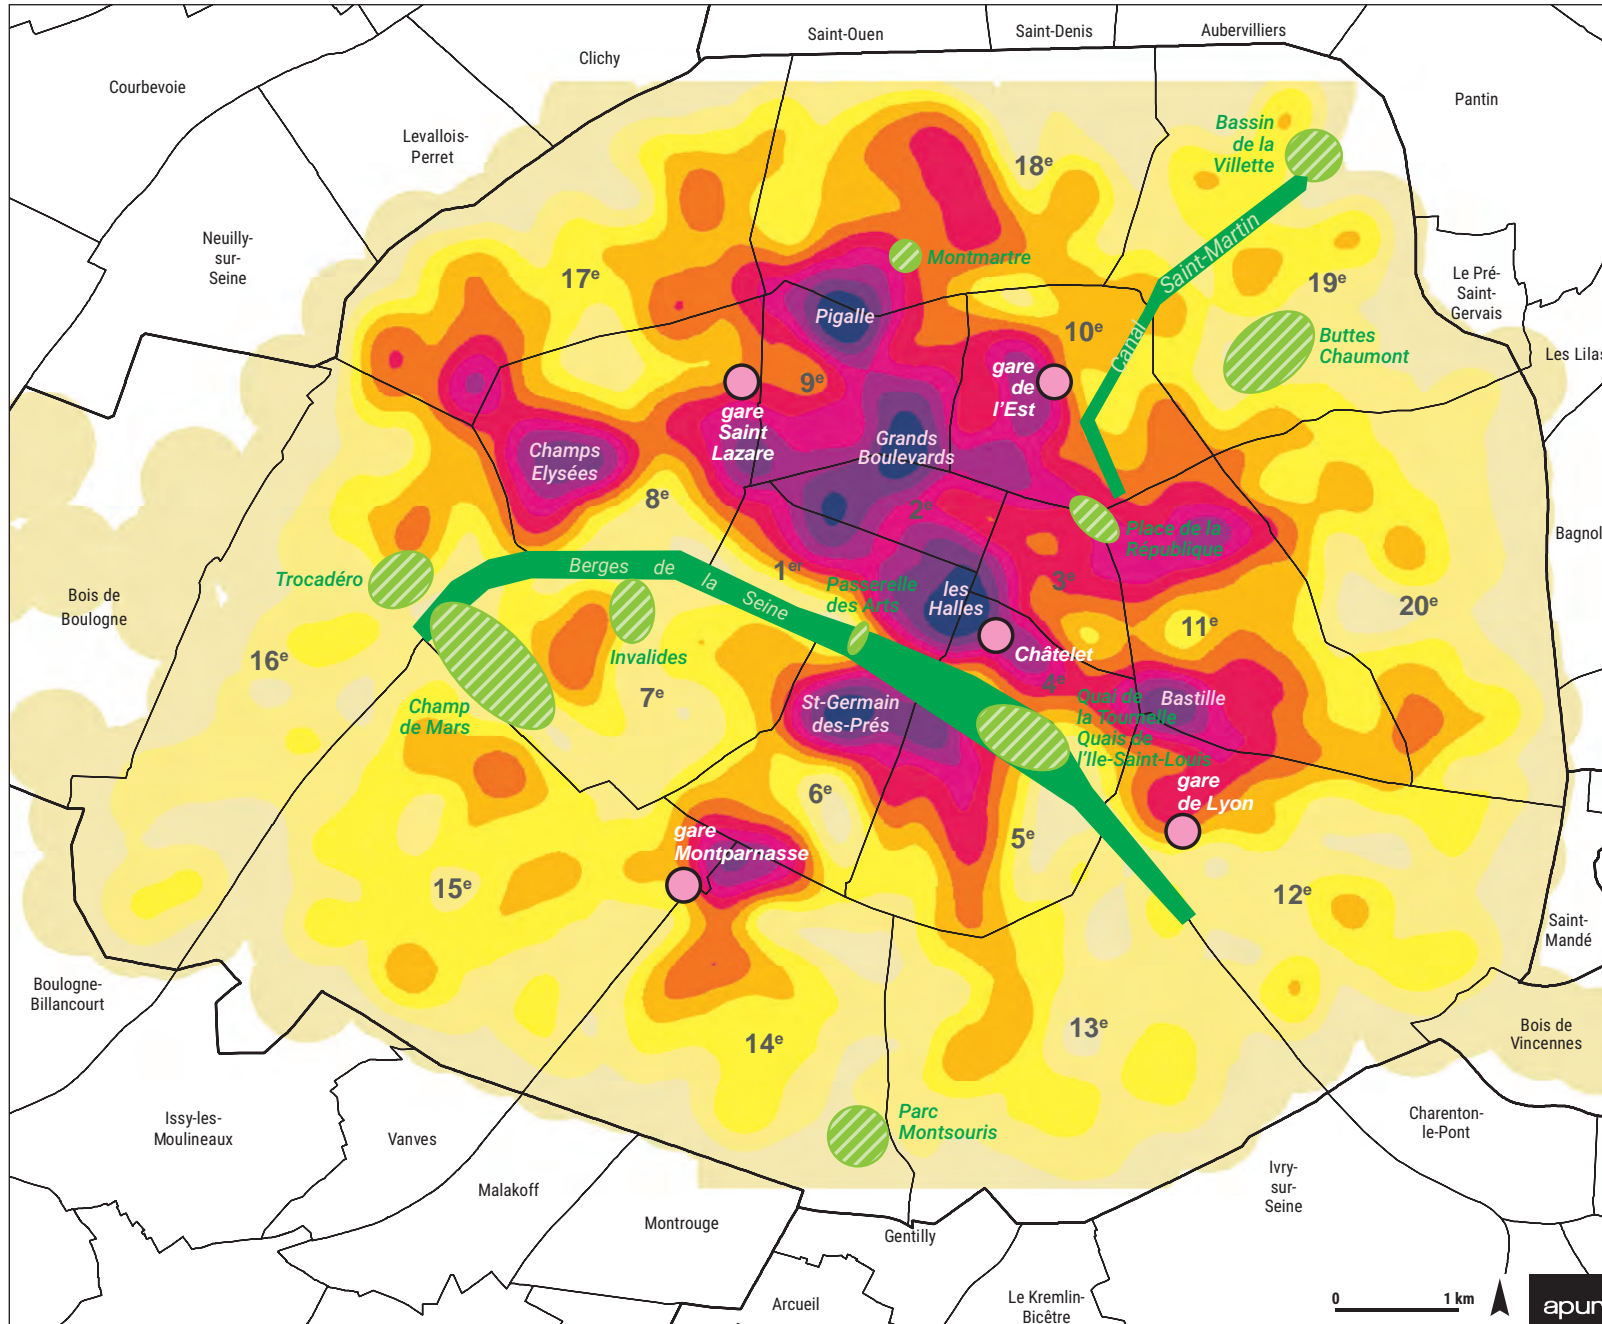 Saint-Ouen
Saint-Denis
Aubervilliers
Clichy
Courbevoie
Pantin
Levallois-
Perret
Bassin
de la
Villette
18e
Neuilly-
sur-
Seine
Montmartre
Saint-Martin
Canal
17e
19e
Le Pré-
Saint-
Gervais
Pigalle
10e
Buttes
Chaumont
Les Lilas
gare
de
l'Est
9e
gare
Saint
Lazare
Grands
Boulevards
Champs
Elysées
8e
2e
Place de la
République
Bagnol
Berges de la Seine
1er
3e
Trocadéro
Passerelle
des Arts
les
Halles
Bois de
Boulogne
20e
11e
16e
Invalides
Châtelet
7e
4e
Champ
de Mars
St-Germain
des-Prés
Quai de
la Tournelle
Quais de
l'Ile-Saint-Louis
Bastille
gare
de Lyon
6e
5e
gare
Montparnasse
15e
12e
Saint-
Mandé
Boulogne-
Billancourt
14e
13e
Bois de
Vincennes
Issy-les-
Moulineaux
Vanves
Parc
Montsouris
Charenton-
le-Pont
Malakoff
Ivry-
sur-
Seine
Montrouge
Gentilly
Arcueil
Le Kremlin-
Bicêtre
0 1 km
apur